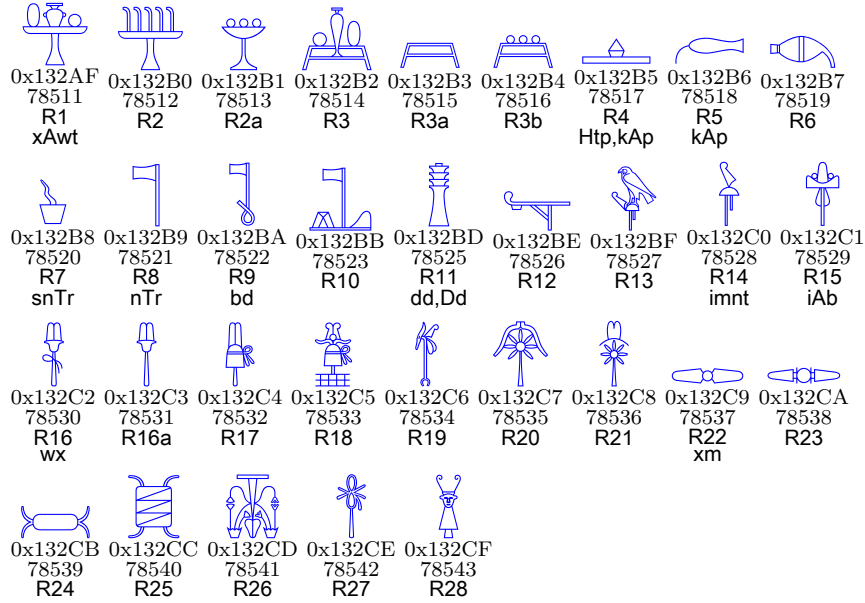 0x132AF 0x132B0 0x132B1 0x132B2 0x132B3 0x132B4 0x132B5 0x132B6 0x132B7
78511 78512 78513 78514 78515 78516 78517 78518 78519
R1 R2 R2a R3 R3a R3b R4 R5 R6
xAwt Htp,kAp kAp
0x132B8 0x132B9 0x132BA 0x132BB 0x132BD 0x132BE 0x132BF 0x132C0 0x132C1
78520 78521 78522 78523 78525 78526 78527 78528 78529
R7 R8 R9 R10 R11 R12 R13 R14 R15
snTr nTr bd dd,Dd imnt iAb
0x132C2 0x132C3 0x132C4 0x132C5 0x132C6 0x132C7 0x132C8 0x132C9 0x132CA
78530 78531 78532 78533 78534 78535 78536 78537 78538
R16 R16a R17 R18 R19 R20 R21 R22 R23
wx xm
0x132CB 0x132CC 0x132CD 0x132CE 0x132CF
78539 78540 78541 78542 78543
R24 R25 R26 R27 R28